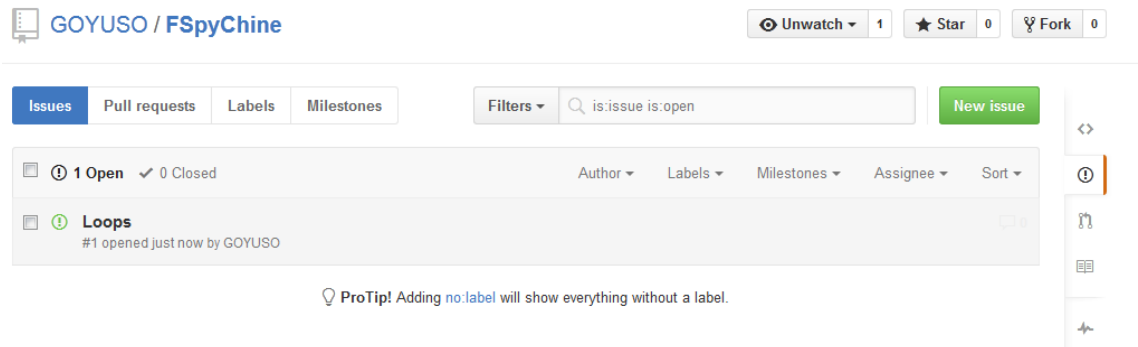 GOYUSO / FSpyChine Unwatch 1 Star 0 Fork 0
Issues Pull requests Labels Milestones Filters is:issue is:open New issue
1 Open 0 Closed Author Labels Milestones Assignee Sort
Loops 0
#1 opened just now by GOYUSO
ProTip! Adding no:label will show everything without a label.